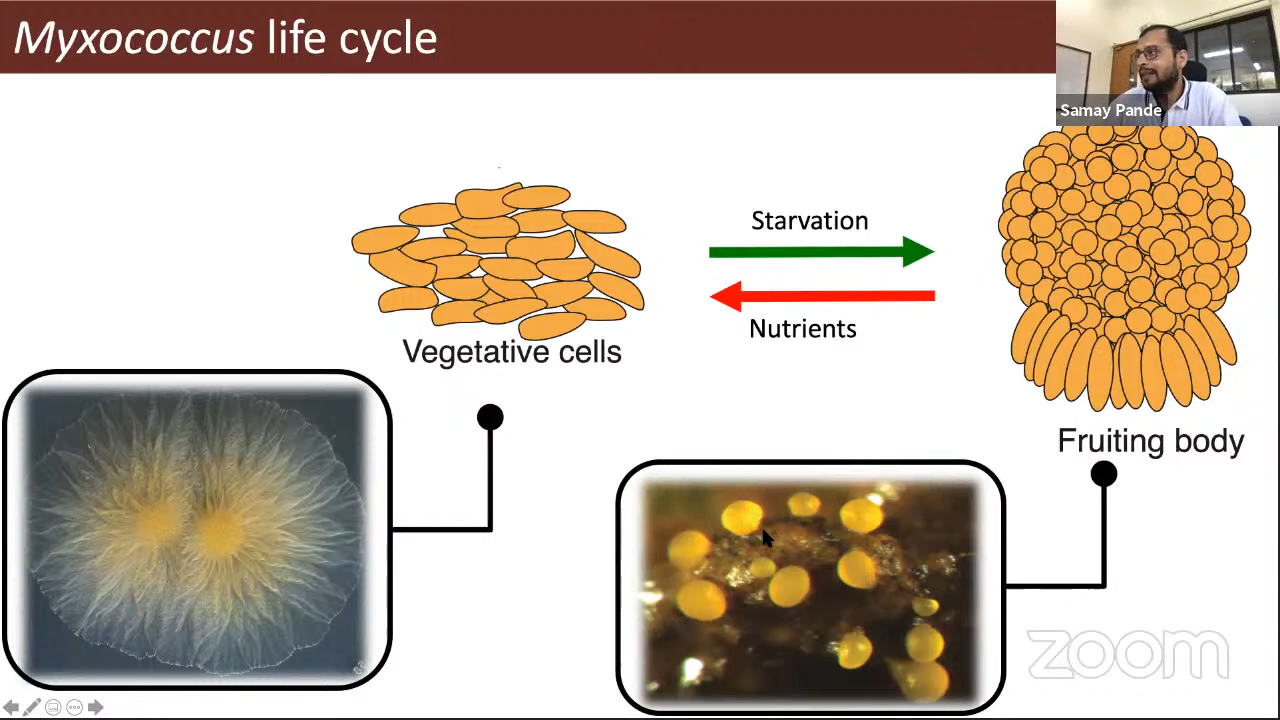 Myxococcus life cycle
Samay Pande
Starvation
Nutrients
Vegetative cells
Fruiting body
zoom